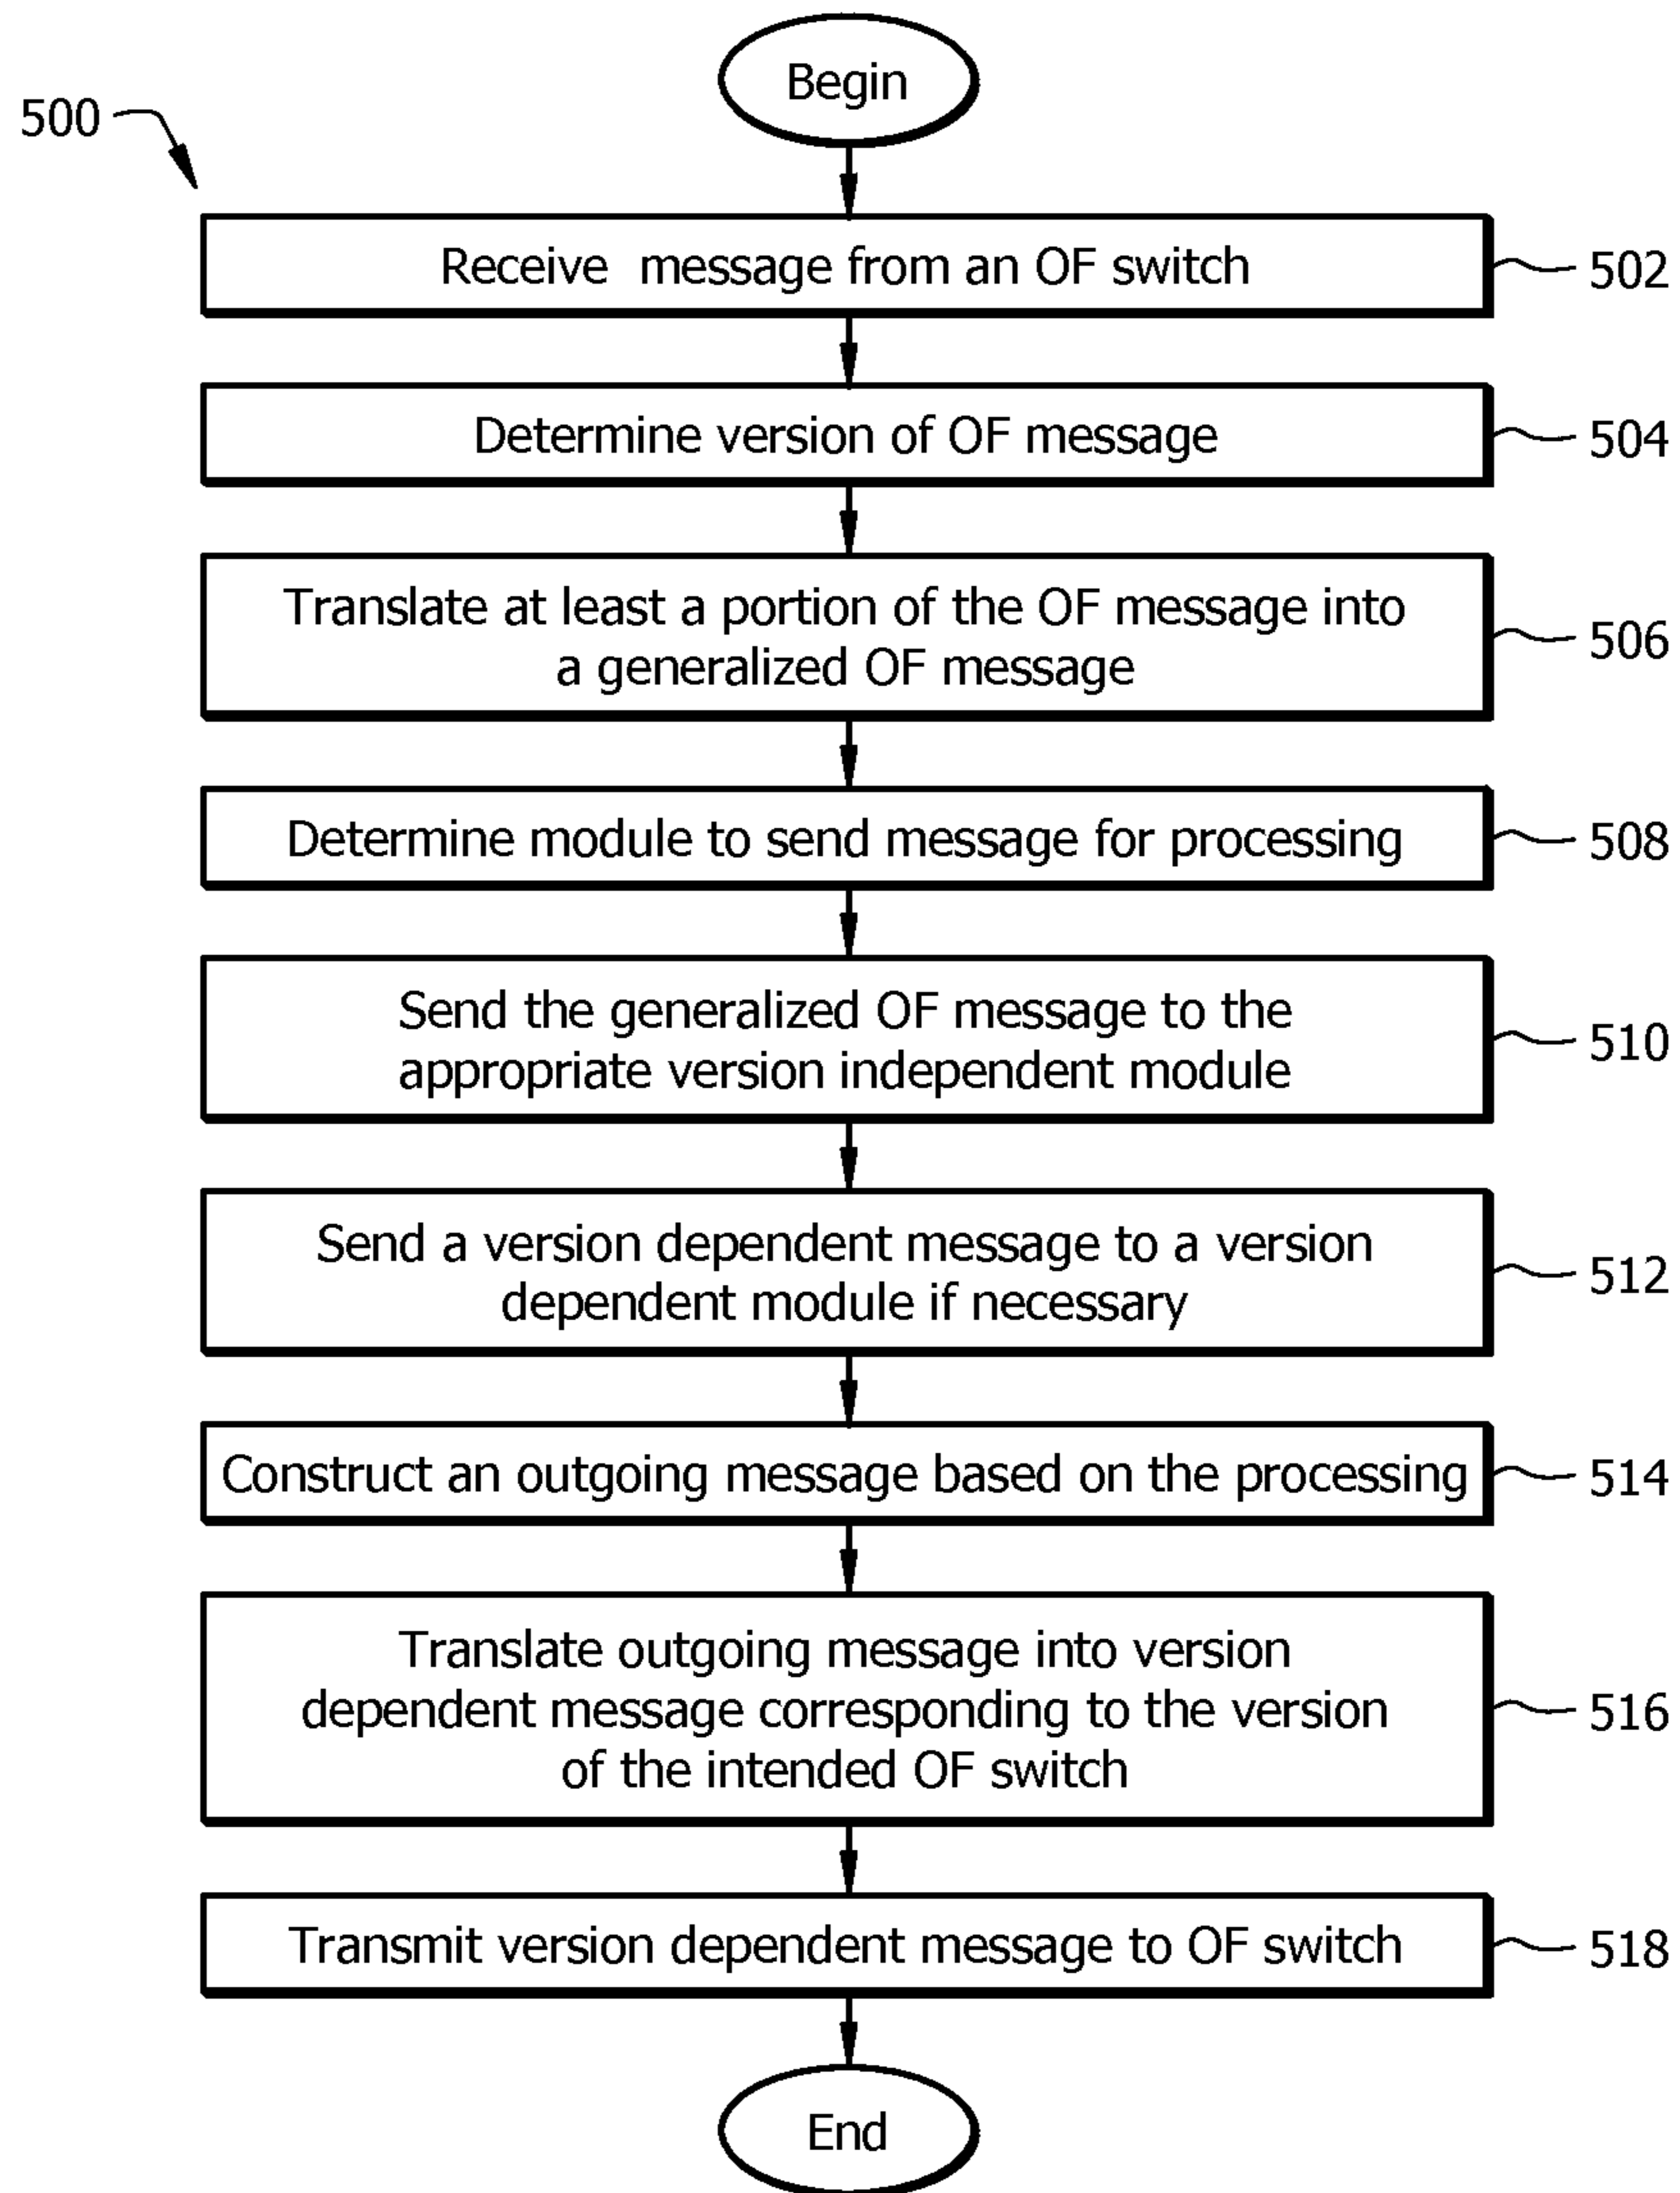 Begin
500
Receive message from an OF switch
502
Determine version of OF message
504
Translate at least a portion of the OF message into
a generalized OF message
506
Determine module to send message for processing
508
Send the generalized OF message to the
appropriate version independent module
510
Send a version dependent message to a version
dependent module if necessary
512
Construct an outgoing message based on the processing
514
Translate outgoing message into version
dependent message corresponding to the version
of the intended OF switch
516
Transmit version dependent message to OF switch
518
End